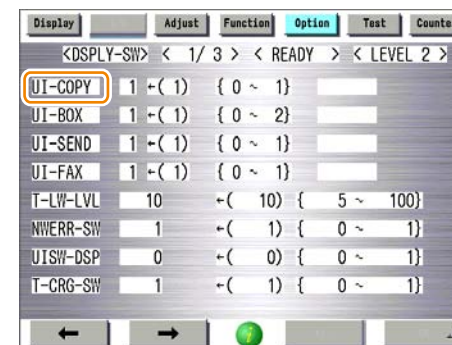 Display Adjust Function Option Test Counte
<DSPLY-SW> < 1/ 3 > < READY > < LEVEL 2 >
UI-COPY 1 ←( 1) { 0 ~ 1}
UI-BOX 1 ←( 1) { 0 ~ 2}
UI-SEND 1 ←( 1) { 0 ~ 1}
UI-FAX 1 ←( 1) { 0 ~ 1}
T-LW-LVL 10 ←( 10) { 5 ~ 100}
NWERR-SW 1 ←( 1) { 0 ~ 1}
UISW-DSP 0 ←( 0) { 0 ~ 1}
T-CRG-SW 1 ←( 1) { 0 ~ 1}
← → i